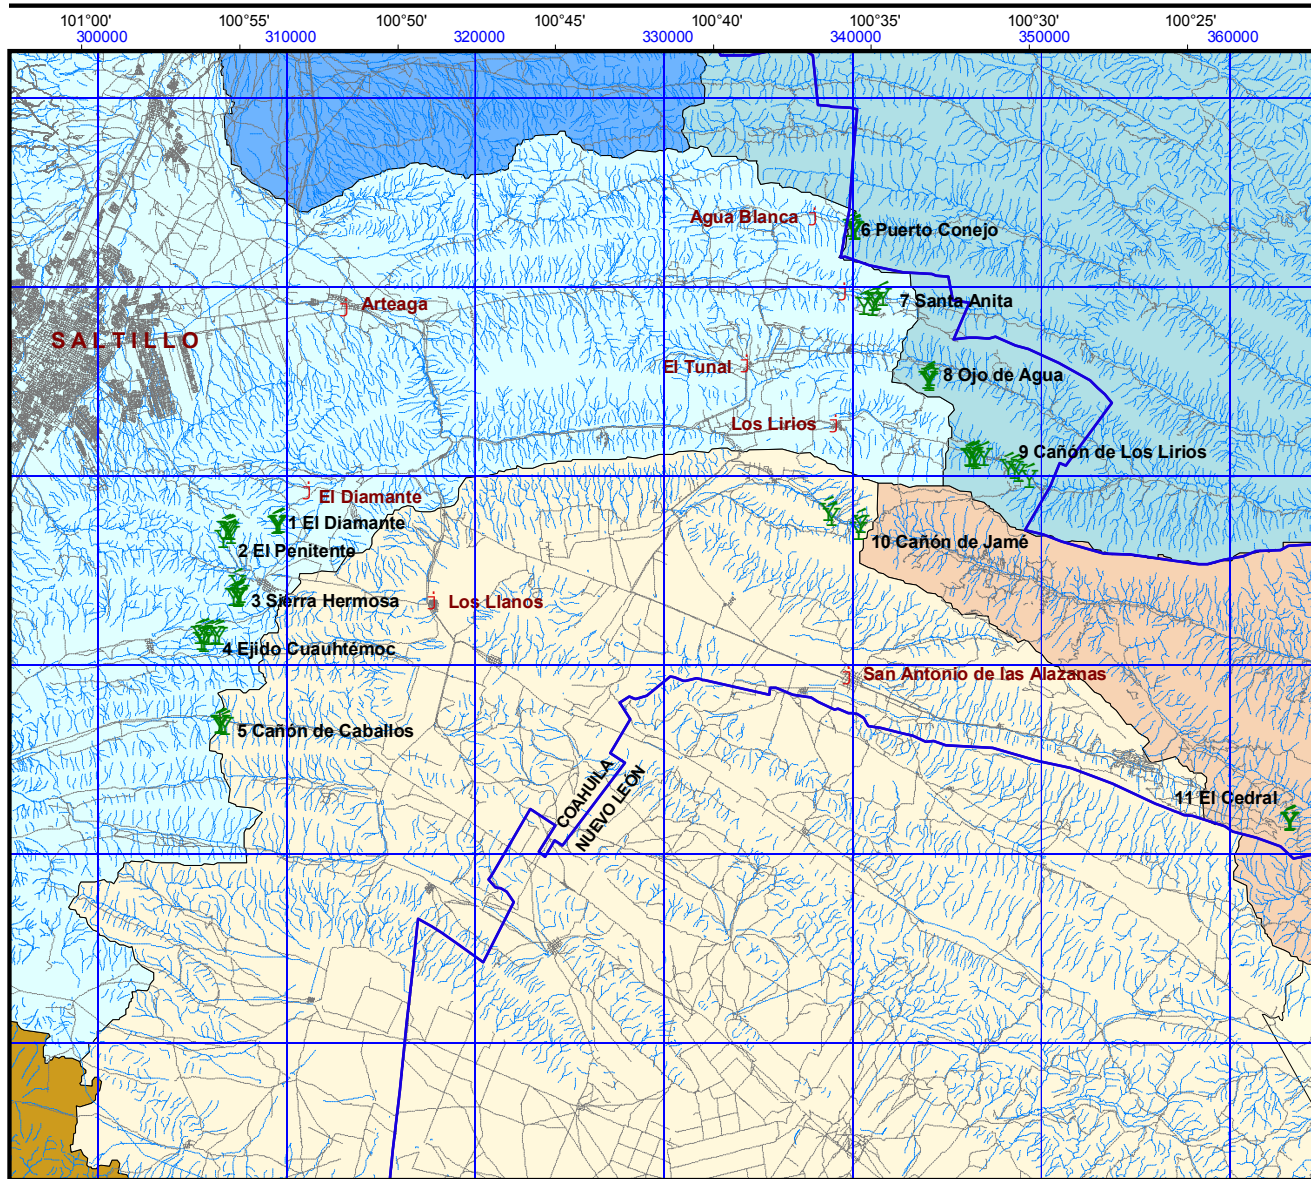 101°00' 100°55' 100°50' 100°45' 100°40' 100°35' 100°30' 100°25'
300000 310000 320000 330000 340000 350000 360000
Agua Blanca
6 Puerto Conejo
Arteaga
7 Santa Anita
SALTILLO
El Tunal
8 Ojo de Agua
Los Lirios
9 Cañón de Los Lirios
El Diamante
1 El Diamante
2 El Penitente
10 Cañón de Jamé
3 Sierra Hermosa
Los Llanos
4 Ejido Cuauhtémoc
San Antonio de las Alazanas
5 Cañón de Caballos
COAHUILA
NUEVO LEÓN
11 El Cedral